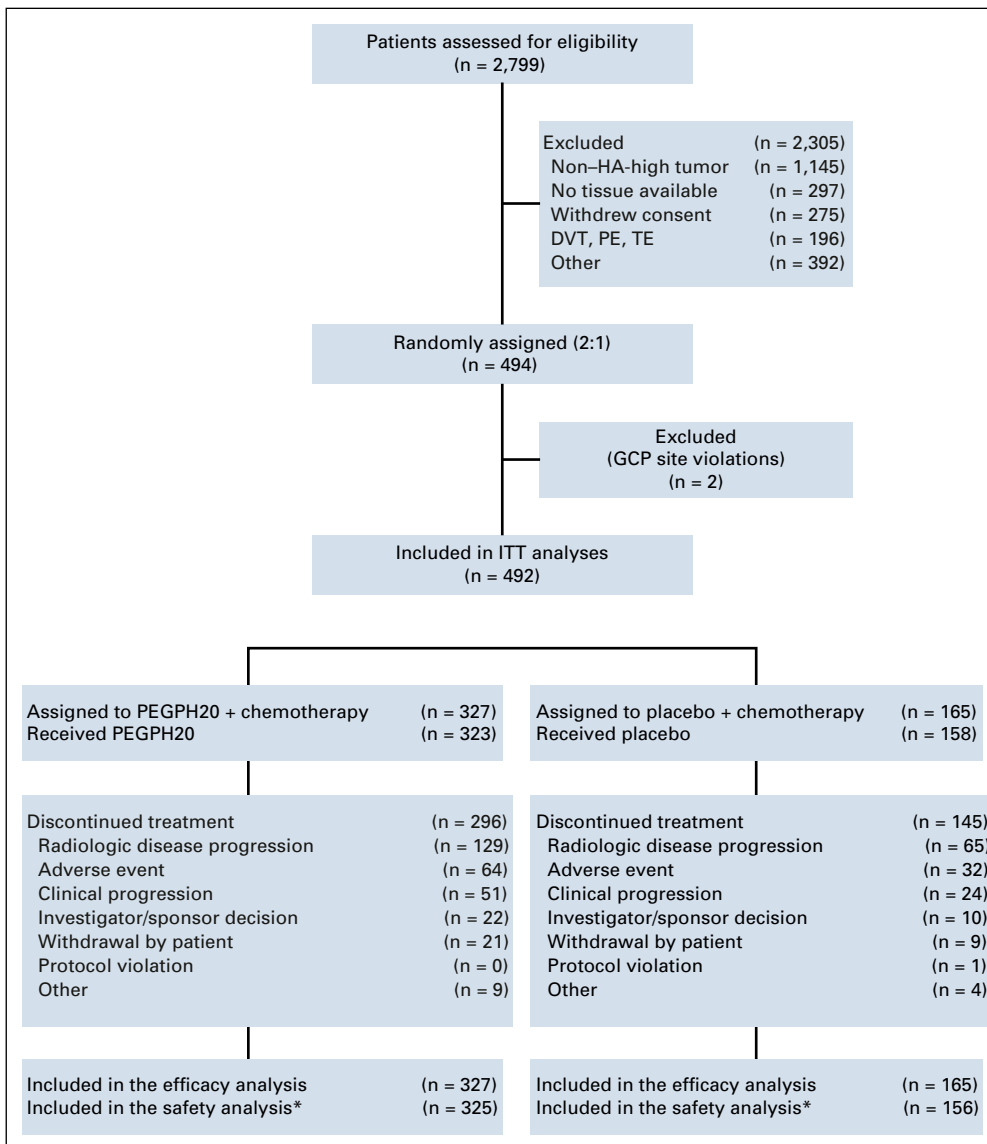 Patients assessed for eligibility
(n = 2,799)
Excluded (n = 2,305)
Non–HA-high tumor (n = 1,145)
No tissue available (n = 297)
Withdrew consent (n = 275)
DVT, PE, TE (n = 196)
Other (n = 392)
Randomly assigned (2:1)
(n = 494)
Excluded
(GCP site violations)
(n = 2)
Included in ITT analyses
(n = 492)
Assigned to PEGPH20 + chemotherapy (n = 327)
Received PEGPH20 (n = 323)
Assigned to placebo + chemotherapy (n = 165)
Received placebo (n = 158)
Discontinued treatment (n = 296)
Radiologic disease progression (n = 129)
Adverse event (n = 64)
Clinical progression (n = 51)
Investigator/sponsor decision (n = 22)
Withdrawal by patient (n = 21)
Protocol violation (n = 0)
Other (n = 9)
Discontinued treatment (n = 145)
Radiologic disease progression (n = 65)
Adverse event (n = 32)
Clinical progression (n = 24)
Investigator/sponsor decision (n = 10)
Withdrawal by patient (n = 9)
Protocol violation (n = 1)
Other (n = 4)
Included in the efficacy analysis (n = 327)
Included in the safety analysis* (n = 325)
Included in the efficacy analysis (n = 165)
Included in the safety analysis* (n = 156)